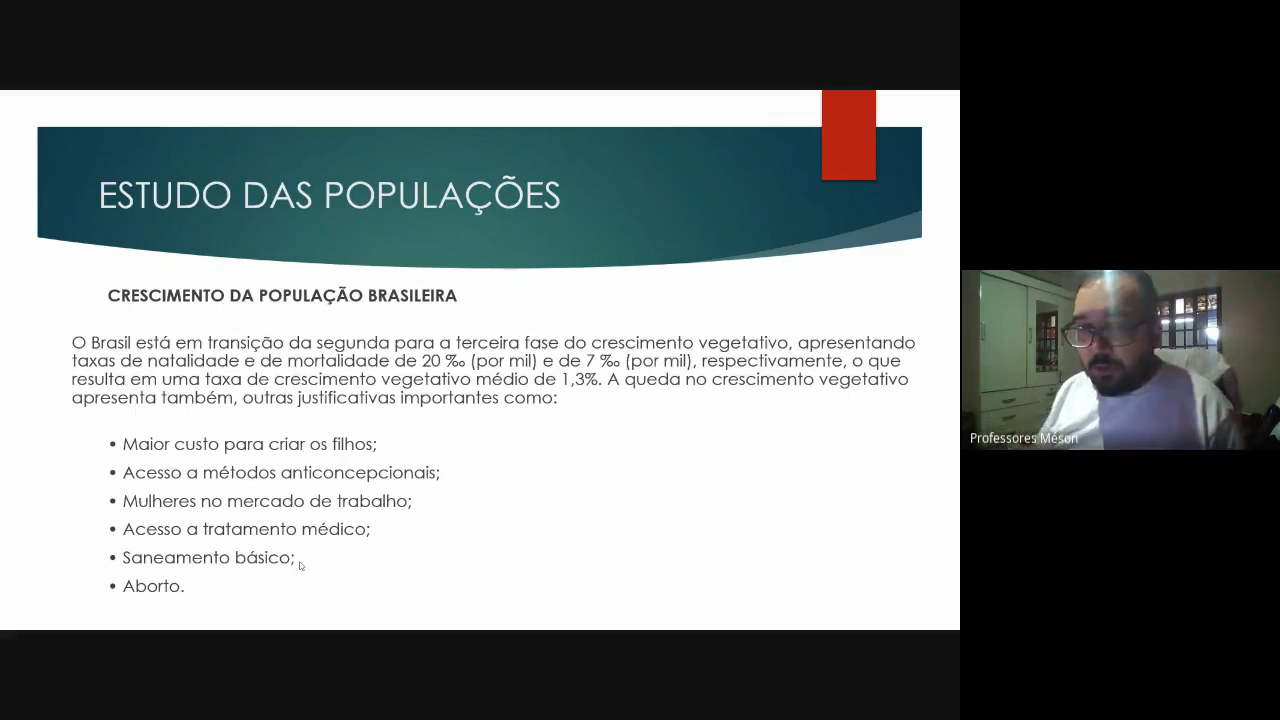 ESTUDO DAS POPULAÇÕES
CRESCIMENTO DA POPULAÇÃO BRASILEIRA
O Brasil está em transição da segunda para a terceira fase do crescimento vegetativo, apresentando
taxas de natalidade e de mortalidade de 20 ‰ (por mil) e de 7 ‰ (por mil), respectivamente, o que
resulta em uma taxa de crescimento vegetativo médio de 1,3%. A queda no crescimento vegetativo
apresenta também, outras justificativas importantes como:
• Maior custo para criar os filhos;
• Acesso a métodos anticoncepcionais;
• Mulheres no mercado de trabalho;
• Acesso a tratamento médico;
• Saneamento básico;
• Aborto.
Professores Méson